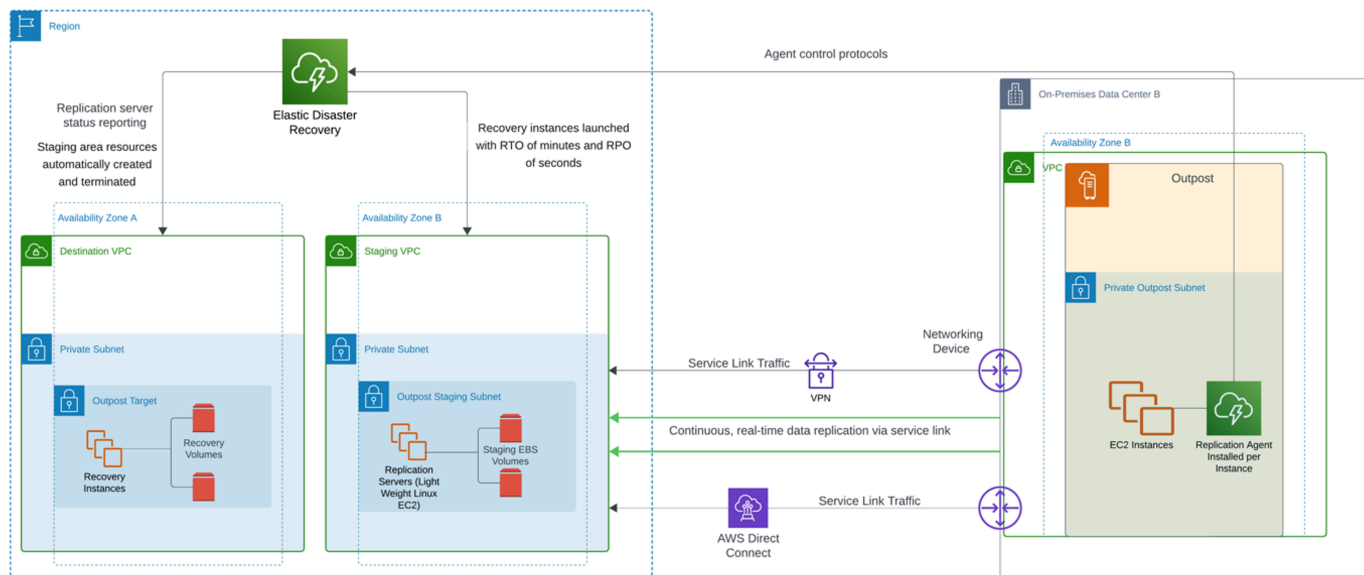 Region
Agent control protocols
On-Premises Data Center B
Replication server
status reporting
Elastic Disaster
Recovery
Staging area resources
automatically created
and terminated
Recovery instances launched
with RTO of minutes and RPO
of seconds
Availability Zone B
VPC
Outpost
Availability Zone A
Availability Zone B
Destination VPC
Staging VPC
Private Outpost Subnet
Networking
Device
Private Subnet
Private Subnet
Service Link Traffic
VPN
Outpost Target
Outpost Staging Subnet
Recovery
Volumes
Recovery
Instances
Staging EBS
Volumes
Replication
Servers (Light
Weight Linux
EC2)
Continuous, real-time data replication via service link
EC2 Instances
Replication Agent
Installed per
Instance
Service Link Traffic
AWS Direct
Connect